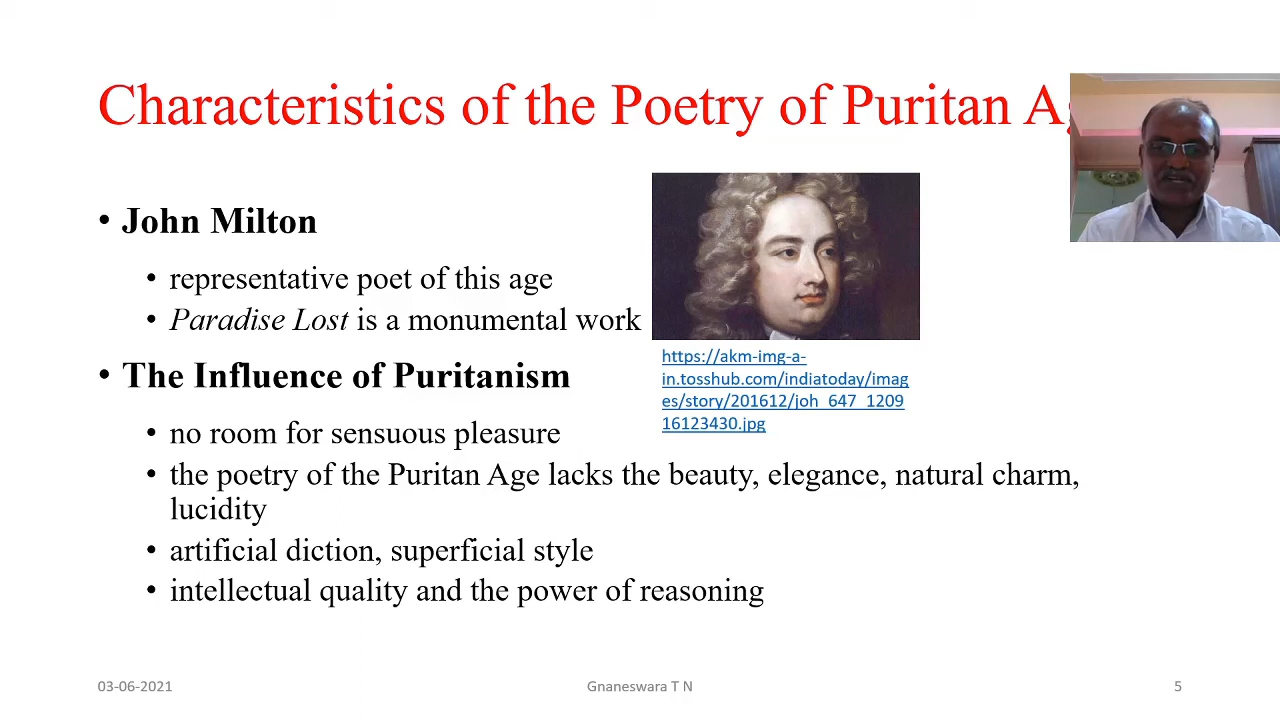 Characteristics of the Poetry of Puritan
• John Milton
• representative poet of this age
• Paradise Lost is a monumental work
https://akm-img-a-
in.tosshub.com/indiatoday/imag
es/story/201612/joh_647_1209
16123430.jpg
• The Influence of Puritanism
• no room for sensuous pleasure
• the poetry of the Puritan Age lacks the beauty, elegance, natural charm,
lucidity
• artificial diction, superficial style
• intellectual quality and the power of reasoning
03-06-2021
Gnaneswara T N
5